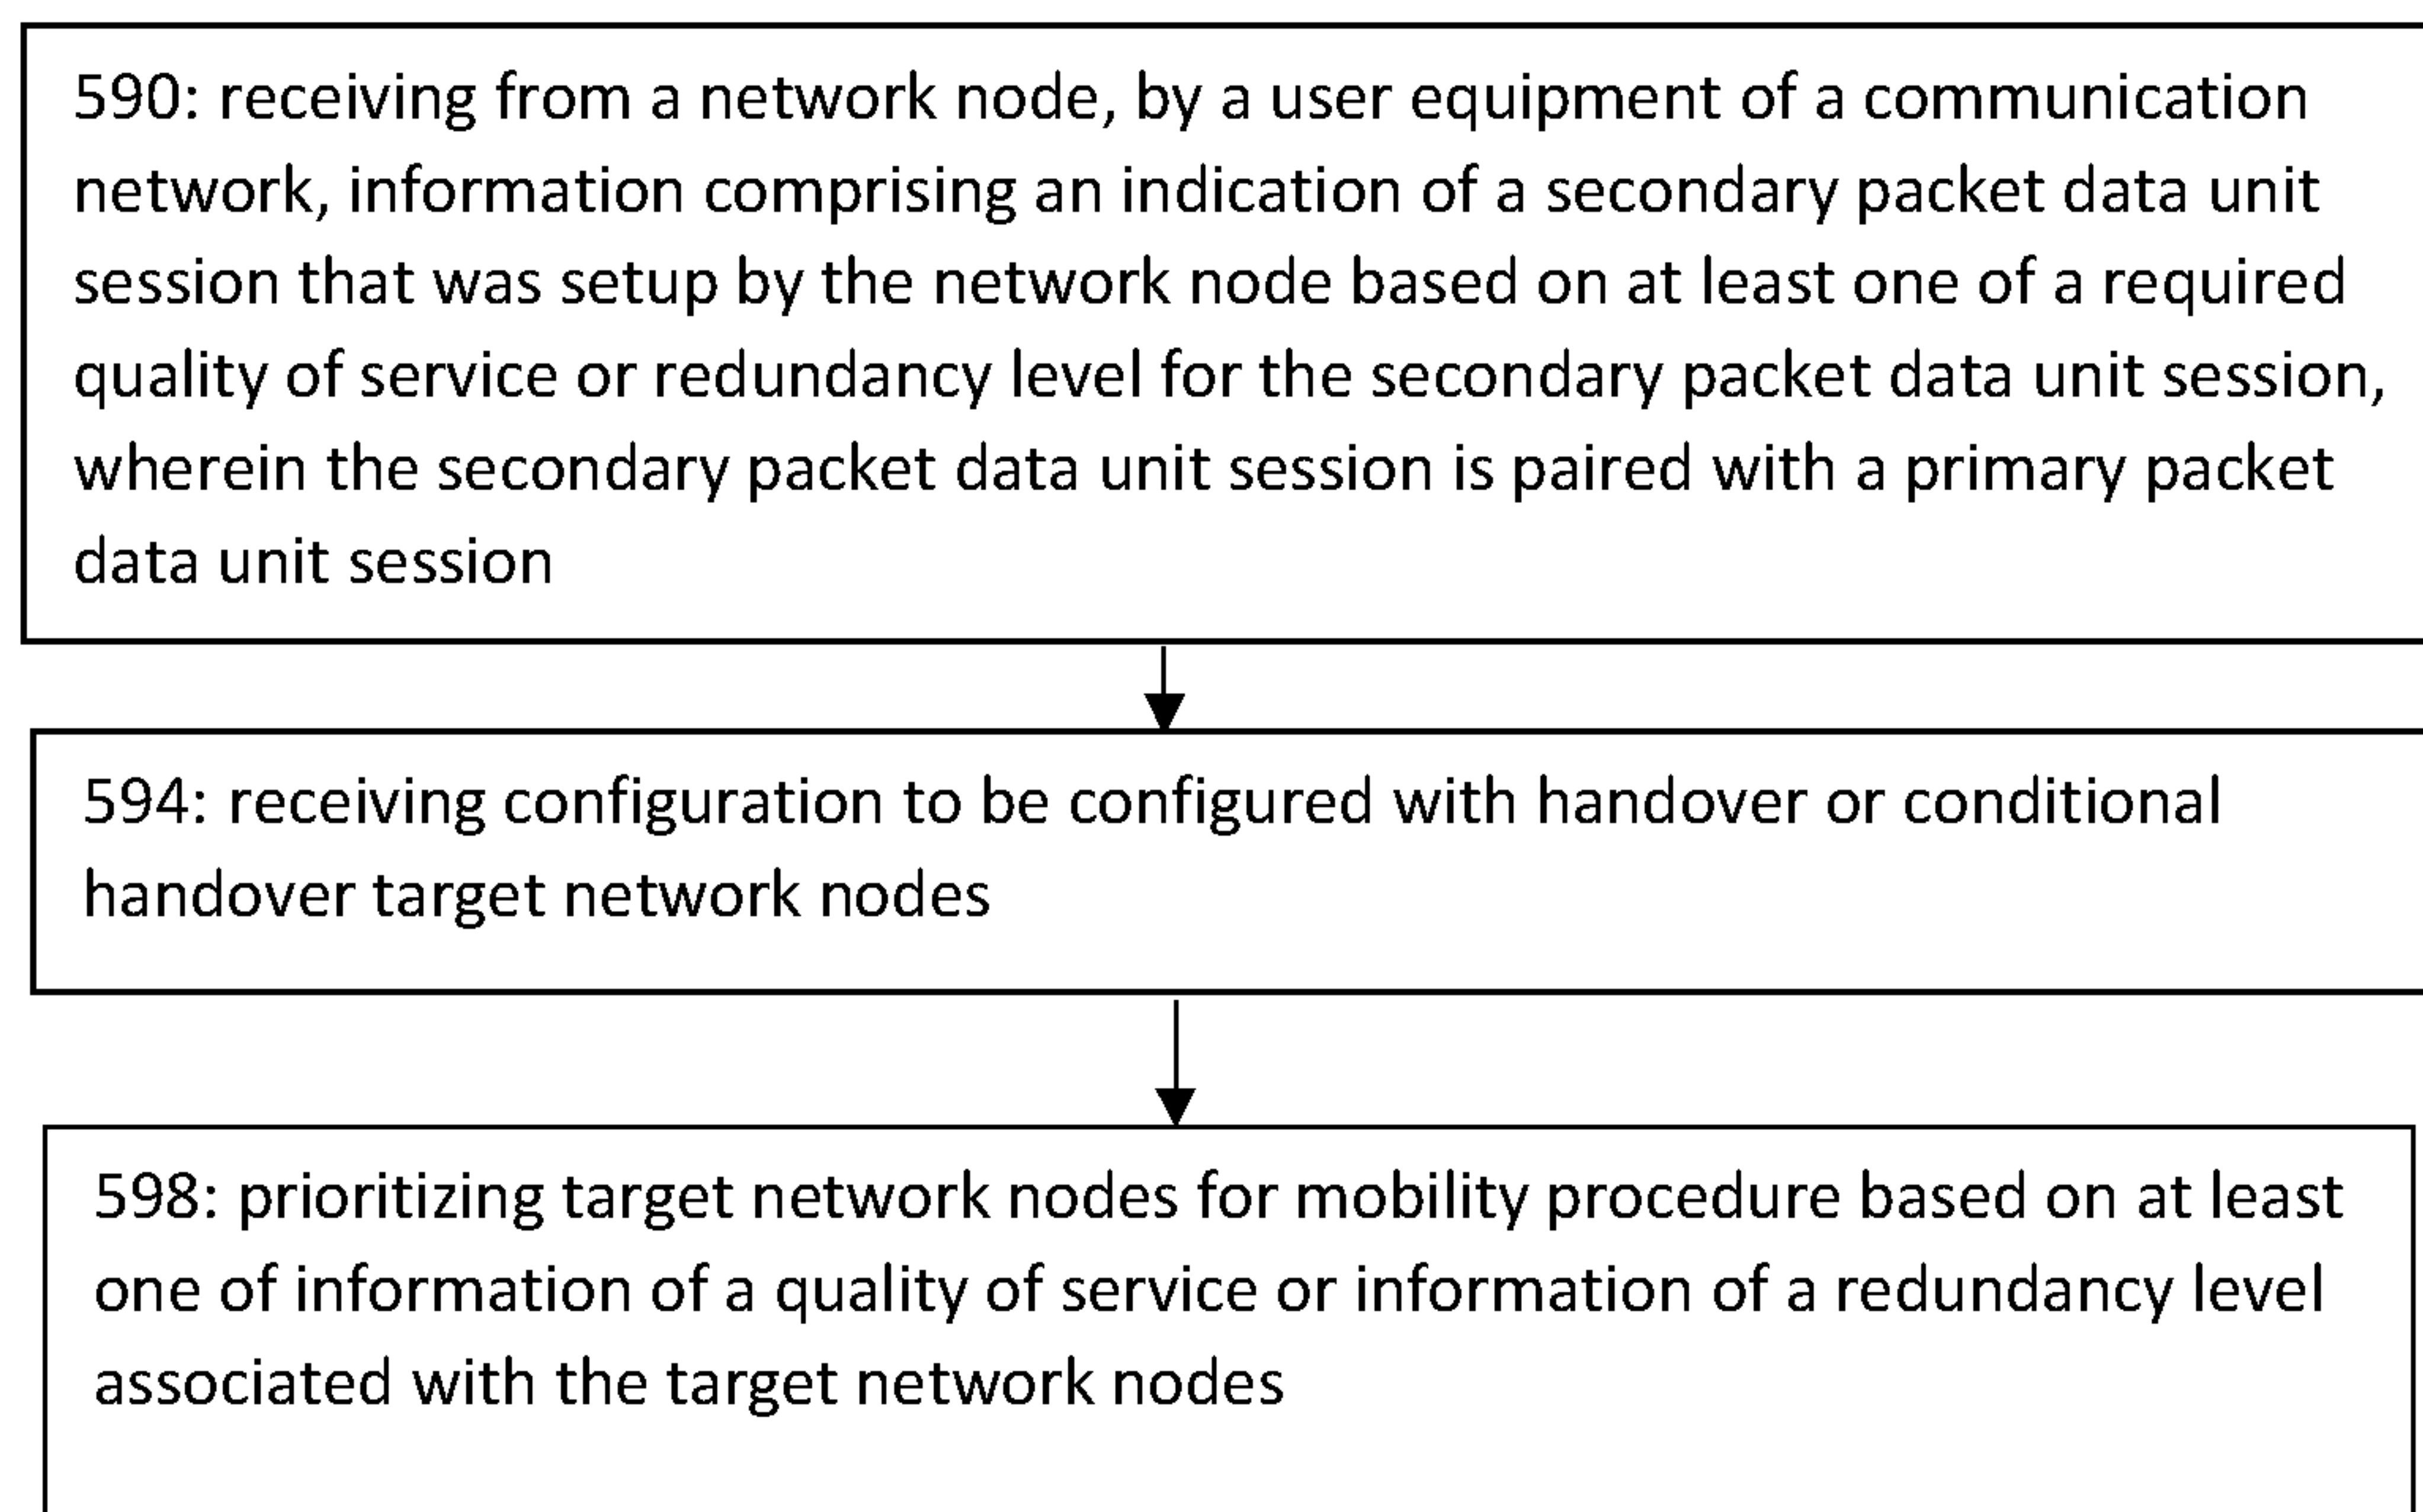 590: receiving from a network node, by a user equipment of a communication
network, information comprising an indication of a secondary packet data unit
session that was setup by the network node based on at least one of a required
quality of service or redundancy level for the secondary packet data unit session,
wherein the secondary packet data unit session is paired with a primary packet
data unit session
594: receiving configuration to be configured with handover or conditional
handover target network nodes
598: prioritizing target network nodes for mobility procedure based on at least
one of information of a quality of service or information of a redundancy level
associated with the target network nodes